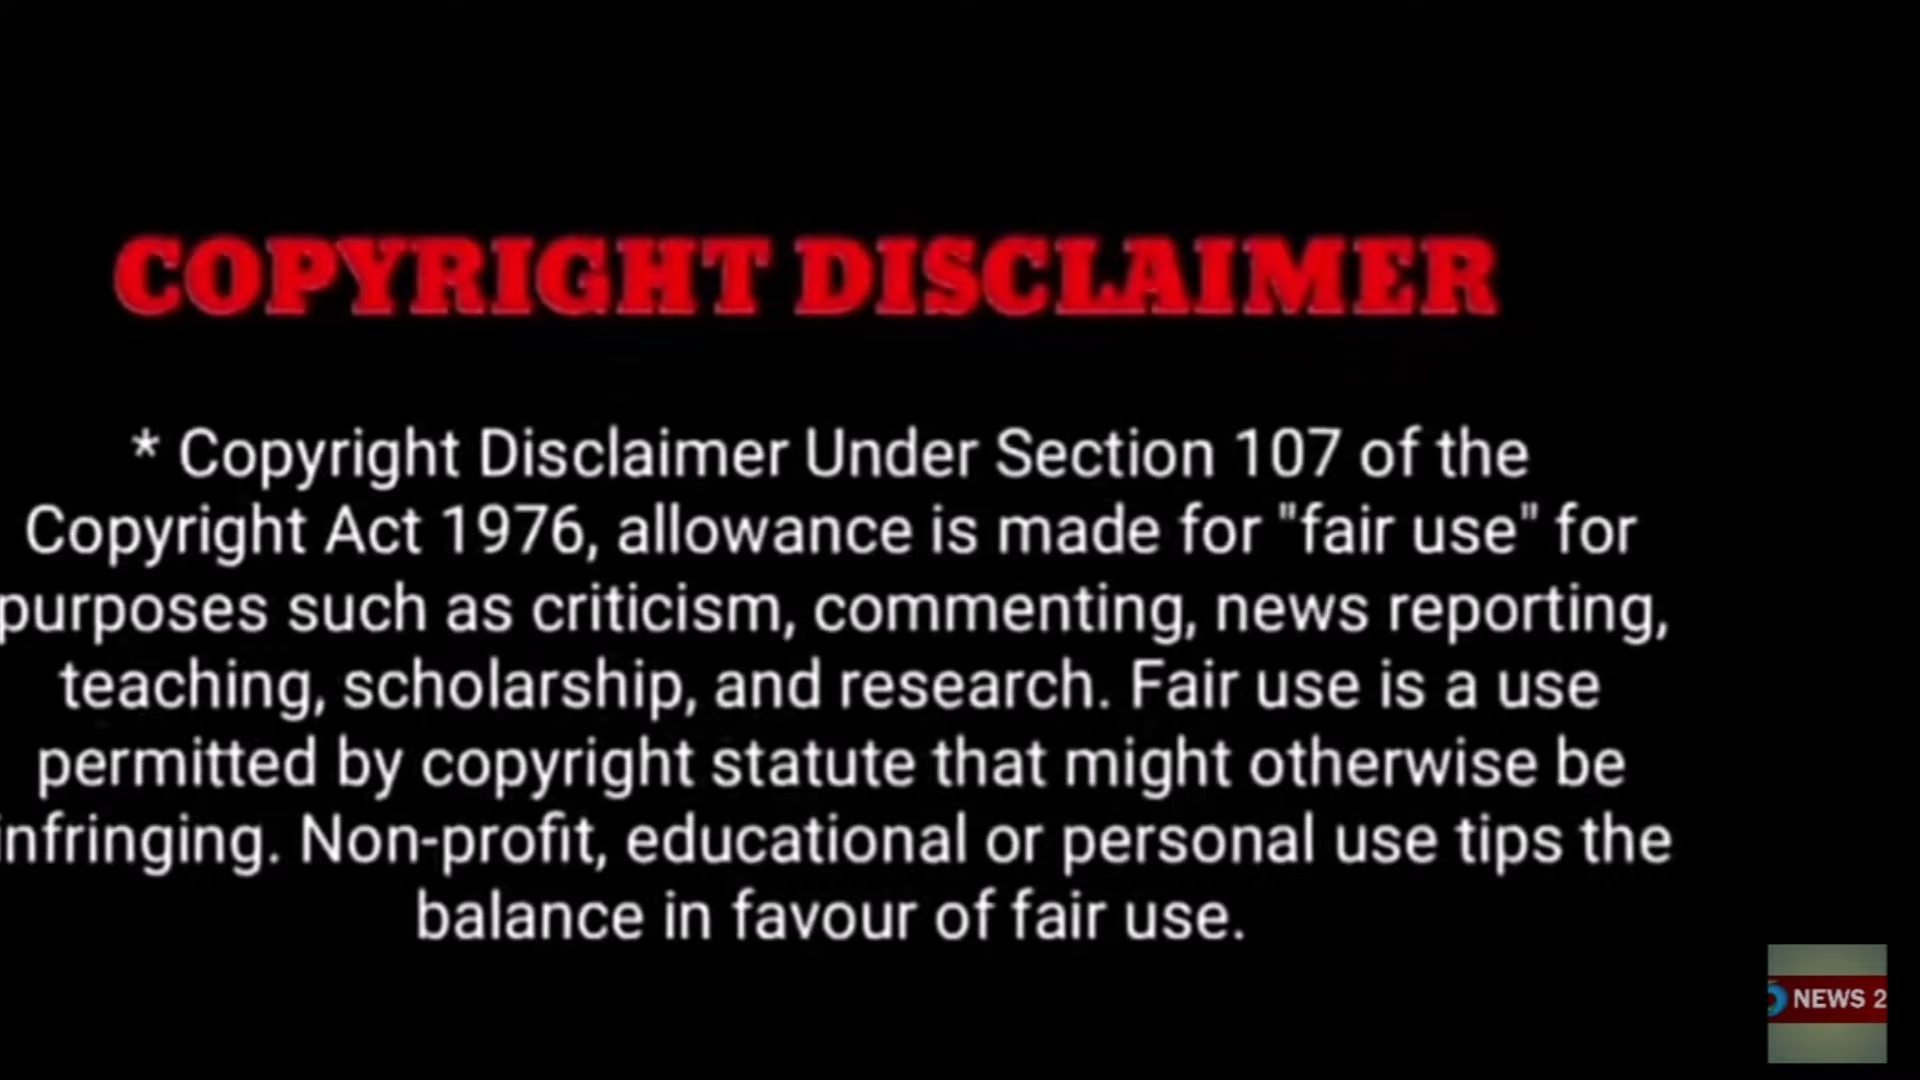 COPYRIGHT DISCLAIMER
* Copyright Disclaimer Under Section 107 of the
Copyright Act 1976, allowance is made for "fair use" for
purposes such as criticism, commenting, news reporting,
teaching, scholarship, and research. Fair use is a use
permitted by copyright statute that might otherwise be
infringing. Non-profit, educational or personal use tips the
balance in favour of fair use.
NEWS 2